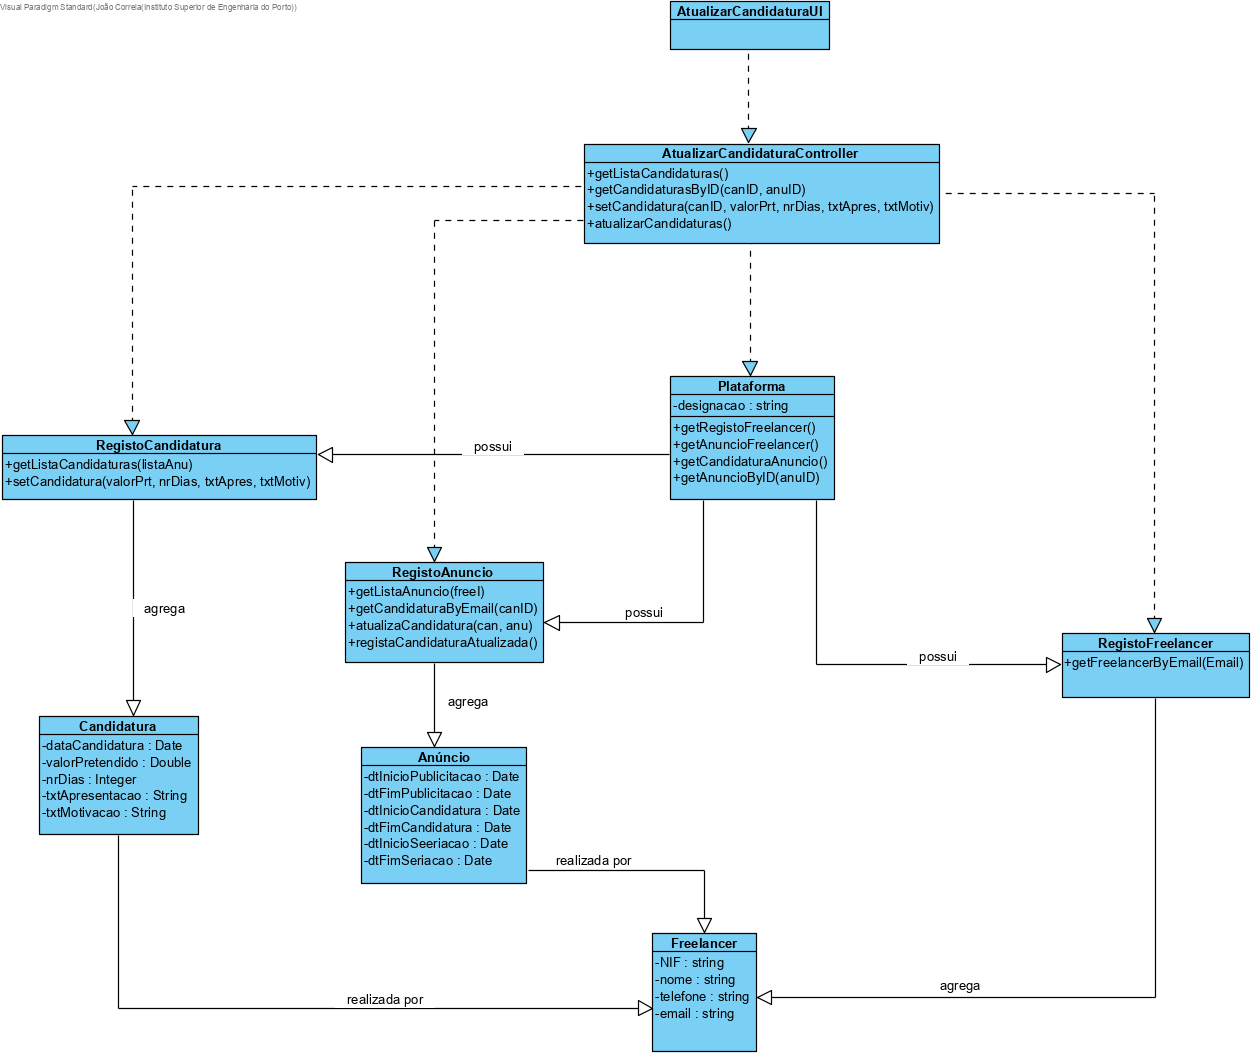 Visual Paradigm Standard(João Correia(Instituto Superior de Engenharia do Porto))
AtualizarCandidaturaUI
AtualizarCandidaturaController
+getListaCandidaturas()
+getCandidaturasByID(canID, anuID)
+setCandidatura(canID, valorPrt, nrDias, txtApres, txtMotiv)
+atualizarCandidaturas()
Plataforma
-designacao : string
+getRegistoFreelancer()
+getAnuncioFreelancer()
+getCandidaturaAnuncio()
+getAnuncioByID(anuID)
RegistoCandidatura
+getListaCandidaturas(listaAnu)
+setCandidatura(valorPrt, nrDias, txtApres, txtMotiv)
possui
RegistoAnuncio
+getListaAnuncio(freel)
+getCandidaturaByEmail(canID)
+atualizaCandidatura(can, anu)
+registaCandidaturaAtualizada()
possui
possui
RegistoFreelancer
+getFreelancerByEmail(Email)
agrega
agrega
Candidatura
-dataCandidatura : Date
-valorPretendido : Double
-nrDias : Integer
-txtApresentacao : String
-txtMotivacao : String
Anúncio
-dtInicioPublicitacao : Date
-dtFimPublicitacao : Date
-dtInicioCandidatura : Date
-dtFimCandidatura : Date
-dtInicioSeeriacao : Date
-dtFimSeriacao : Date
realizada por
Freelancer
-NIF : string
-nome : string
-telefone : string
-email : string
realizada por
agrega